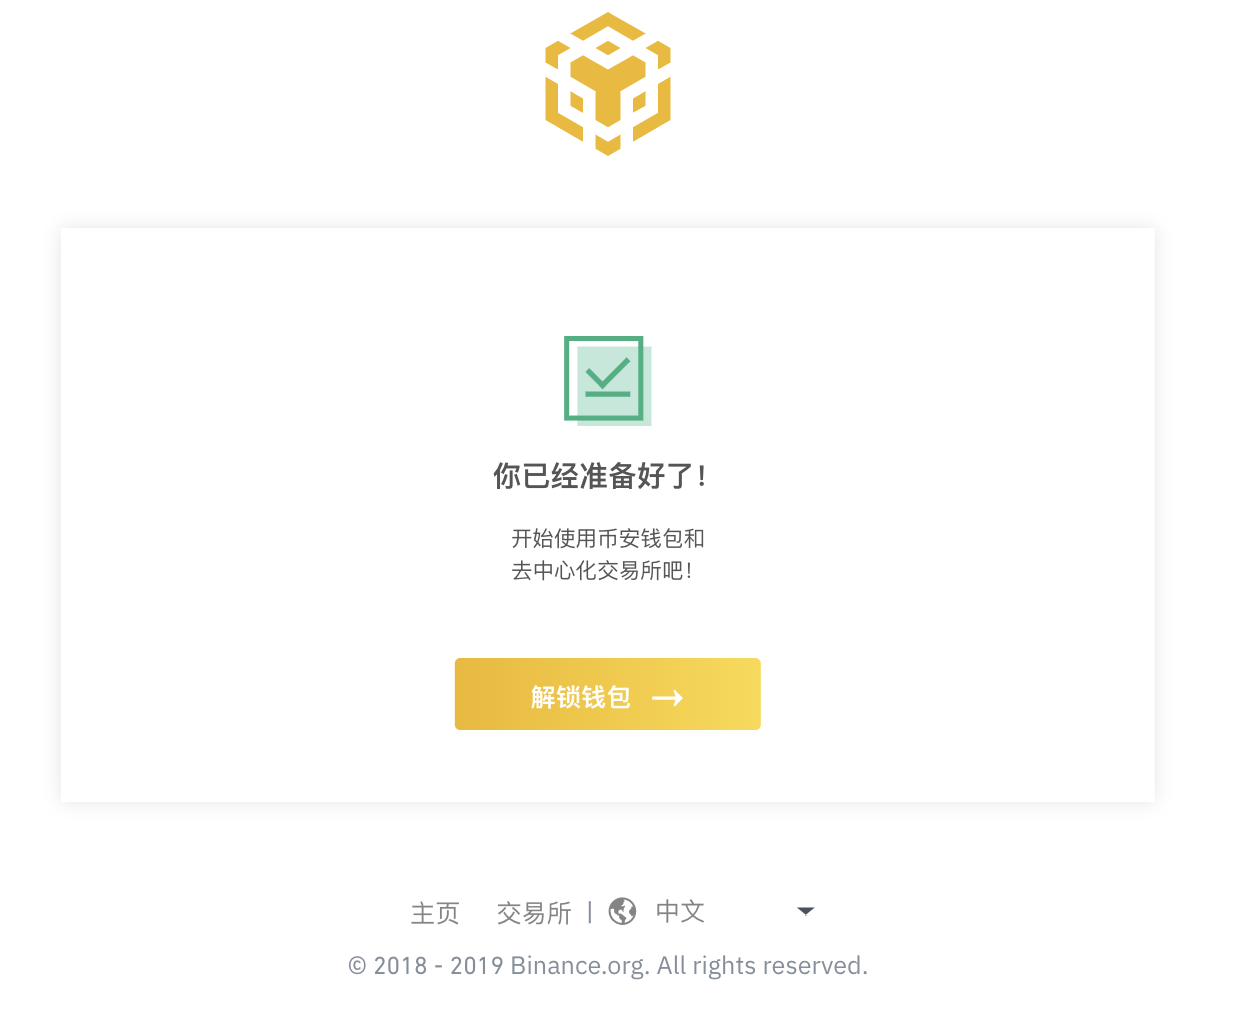 你已经准备好了！
开始使用币安钱包和
去中心化交易所吧！
解锁钱包 →
主页 交易所 | 中文
© 2018 - 2019 Binance.org. All rights reserved.